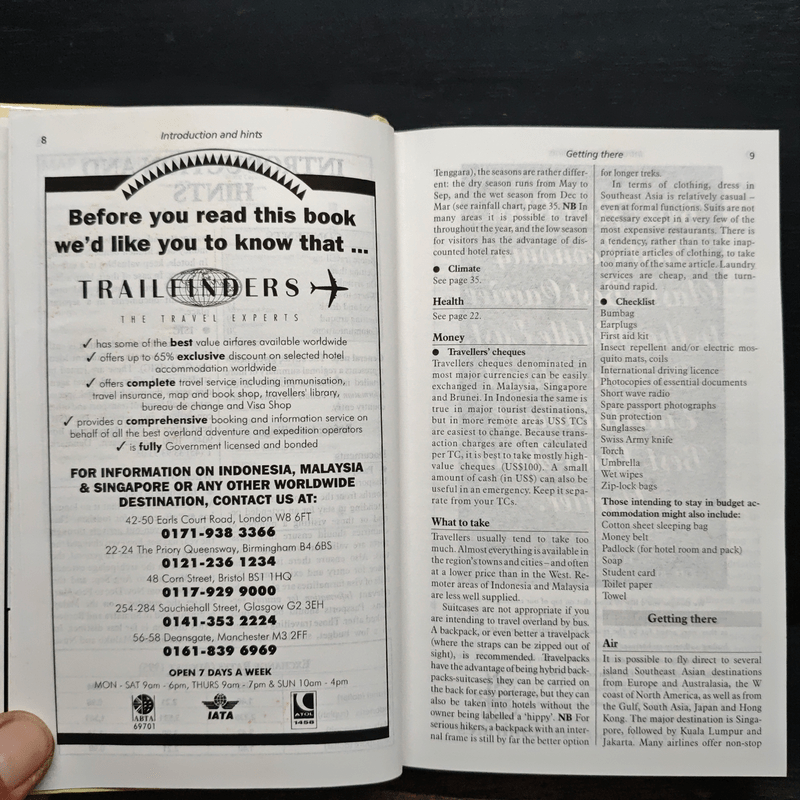 8
Introduction and hints
Before you read this book
we'd like you to know that ...
TRAILFINDERS
THE TRAVEL EXPERTS
✓ has some of the best value airfares available worldwide
✓ offers up to 65% exclusive discount on selected hotel
accommodation worldwide
✓ offers complete travel service including immunisation,
travel insurance, map and book shop, travellers' library,
bureau de change and Visa Shop
✓ provides a comprehensive booking and information service on
behalf of all the best overland adventure and expedition operators
✓ is fully Government licensed and bonded
FOR INFORMATION ON INDONESIA, MALAYSIA
& SINGAPORE OR ANY OTHER WORLDWIDE
DESTINATION, CONTACT US AT:
42-50 Earls Court Road, London W8 6FT
0171-938 3366
22-24 The Priory Queensway, Birmingham B4 6BS
0121-236 1234
48 Corn Street, Bristol BS1 1HQ
0117-929 9000
254-284 Sauchiehall Street, Glasgow G2 3EH
0141-353 2224
56-58 Deansgate, Manchester M3 2FF
0161-839 6969
OPEN 7 DAYS A WEEK
MON - SAT 9am - 6pm, THURS 9am - 7pm & SUN 10am - 4pm
ABTA
69701
IATA
ATOL
1458
Getting there
9
Tenggara), the seasons are rather differ-
ent: the dry season runs from May to
Sep, and the wet season from Dec to
Mar (see rainfall chart, page 35. NB In
many areas it is possible to travel
throughout the year, and the low season
for visitors has the advantage of dis-
counted hotel rates.
● Climate
See page 35.
Health
See page 22.
Money
● Travellers' cheques
Travellers cheques denominated in
most major currencies can be easily
exchanged in Malaysia, Singapore
and Brunei. In Indonesia the same is
true in major tourist destinations,
but in more remote areas US$ TCs
are easiest to change. Because trans-
action charges are often calculated
per TC, it is best to take mostly high-
value cheques (US$100). A small
amount of cash (in US$) can also be
useful in an emergency. Keep it sepa-
rate from your TCs.
What to take
Travellers usually tend to take too
much. Almost everything is available in
the region's towns and cities – and often
at a lower price than in the West. Re-
moter areas of Indonesia and Malaysia
are less well supplied.
Suitcases are not appropriate if you
are intending to travel overland by bus.
A backpack, or even better a travelpack
(where the straps can be zipped out of
sight), is recommended. Travelpacks
have the advantage of being hybrid back-
packs-suitcases; they can be carried on
the back for easy porterage, but they can
also be taken into hotels without the
owner being labelled a 'hippy'. NB For
serious hikers, a backpack with an inter-
nal frame is still by far the better option
for longer treks.
In terms of clothing, dress in
Southeast Asia is relatively casual –
even at formal functions. Suits are not
necessary except in a very few of the
most expensive restaurants. There is
a tendency, rather than to take inap-
propriate articles of clothing, to take
too many of the same article. Laundry
services are cheap, and the turn-
around rapid.
● Checklist
Bumbag
Earplugs
First aid kit
Insect repellent and/or electric mos-
quito mats, coils
International driving licence
Photocopies of essential documents
Short wave radio
Spare passport photographs
Sun protection
Sunglasses
Swiss Army knife
Torch
Umbrella
Wet wipes
Zip-lock bags
Those intending to stay in budget ac-
commodation might also include:
Cotton sheet sleeping bag
Money belt
Padlock (for hotel room and pack)
Soap
Student card
Toilet paper
Towel
Getting there
Air
It is possible to fly direct to several
island Southeast Asian destinations
from Europe and Australasia, the W
coast of North America, as well as from
the Gulf, South Asia, Japan and Hong
Kong. The major destination is Singa-
pore, followed by Kuala Lumpur and
Jakarta. Many airlines offer non-stop